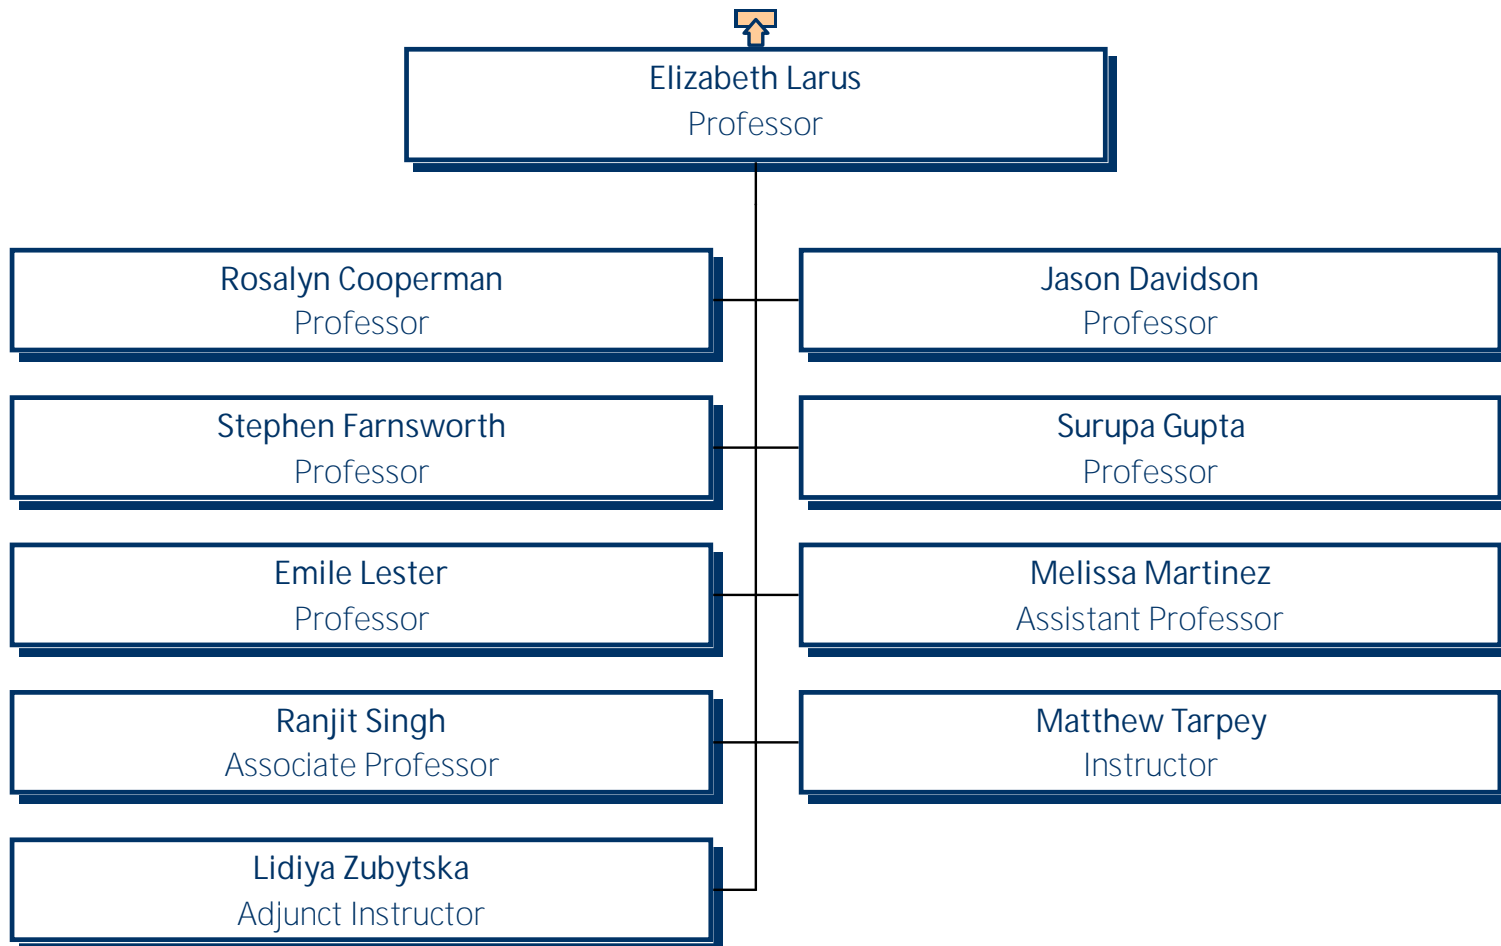 Elizabeth Larus
Professor
Rosalyn Cooperman
Professor
Jason Davidson
Professor
Stephen Farnsworth
Professor
Surupa Gupta
Professor
Emile Lester
Professor
Melissa Martinez
Assistant Professor
Ranjit Singh
Associate Professor
Matthew Tarpey
Instructor
Lidiya Zubytska
Adjunct Instructor